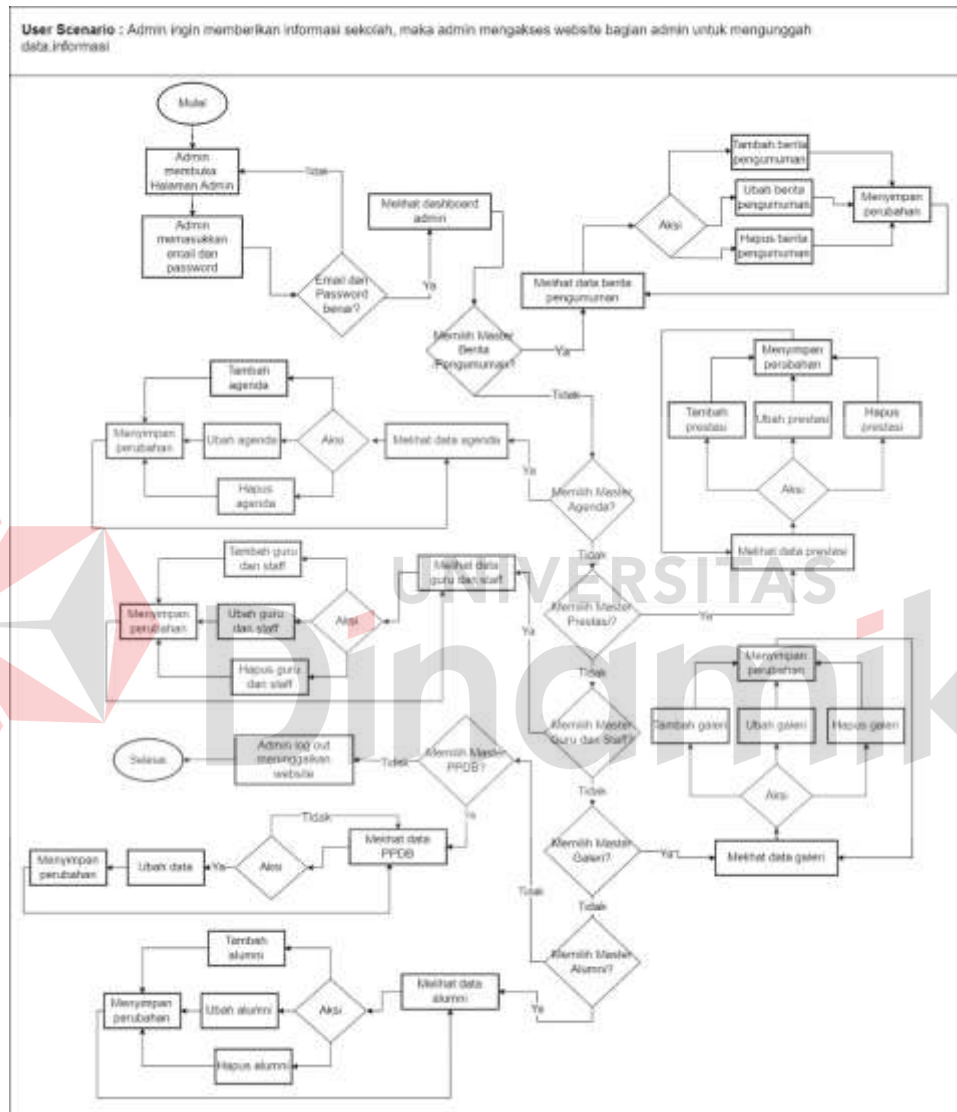 User Scenario : Admin ingin memberikan informasi sekolah, maka admin mengakses website bagian admin untuk mengunggah
data.informasi
Mulai
Admin
membuka
Halaman Admin
Admin
memasukkan
email dan
password
Email dan
Password
benar?
Tidak
Ya
Melihat dashboard
admin
Memilih Master
Berita
/Pengumuman?
Ya
Tidak
Melihat data berita
pengumuman
Aksi
Tambah berita
pengumuman
Ubah berita
pengumuman
Hapus berita
pengumuman
Menyimpan
perubahan
Memilih Master
Agenda?
Ya
Tidak
Melihat data agenda
Aksi
Tambah
agenda
Ubah agenda
Hapus
agenda
Menyimpan
perubahan
Memilih Master
Prestasi?
Ya
Tidak
Melihat data prestasi
Aksi
Tambah
prestasi
Ubah prestasi
Hapus
prestasi
Menyimpan
perubahan
Memilih Master
Guru dan Staff?
Ya
Tidak
Melihat data
guru dan staff
Aksi
Tambah guru
dan staff
Ubah guru
dan staff
Hapus guru
dan staff
Menyimpan
perubahan
Memilih Master
Galeri?
Ya
Tidak
Melihat data galeri
Aksi
Tambah galeri
Ubah galeri
Hapus galeri
Menyimpan
perubahan
Memilih Master
Alumni?
Ya
Tidak
Melihat data
alumni
Aksi
Tambah
alumni
Ubah alumni
Hapus alumni
Menyimpan
perubahan
Memilih Master
PPDB?
Ya
Tidak
Melihat data
PPDB
Aksi
Tidak
Ya
Ubah data
Menyimpan
perubahan
Admin log out
meninggalkan
website
Selesai
UNIVERSITAS
Dinamik